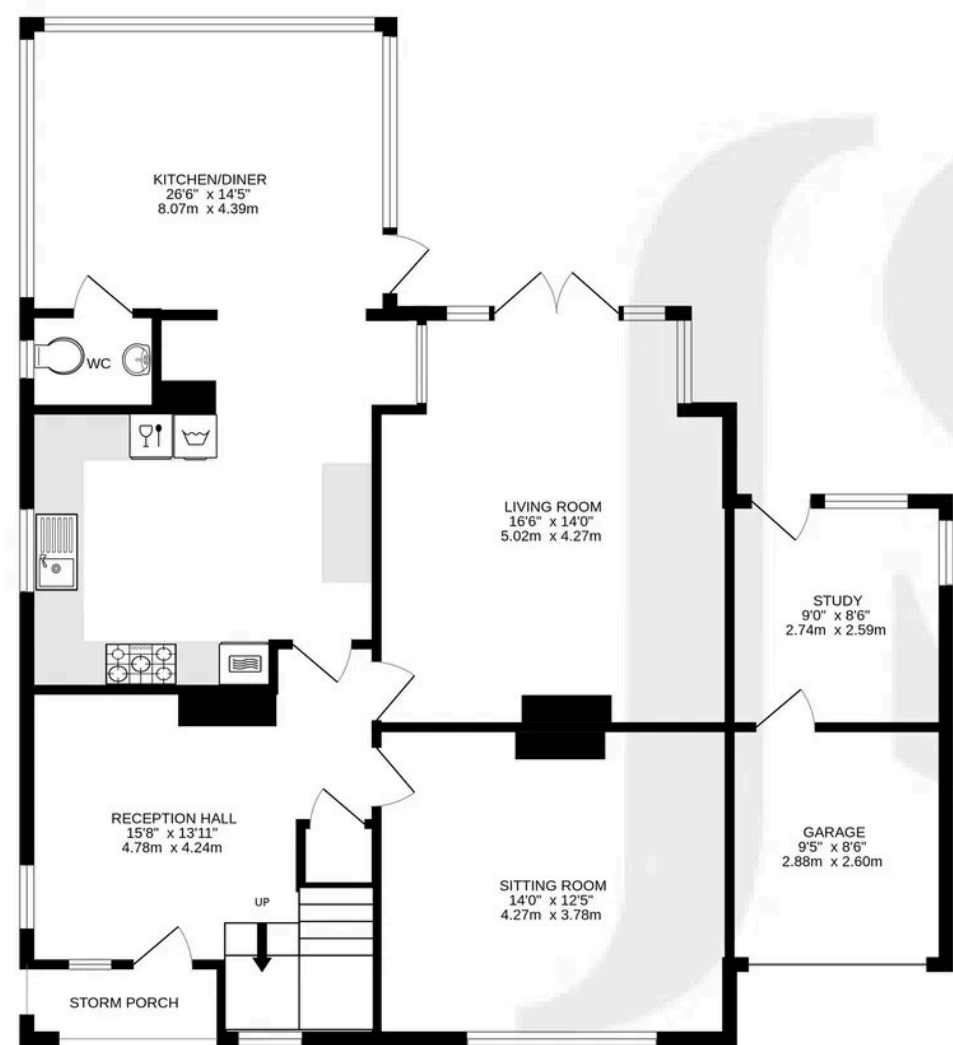 KITCHEN/DINER
26'6" x 14'5"
8.07m x 4.39m
WC
LIVING ROOM
16'6" x 14'0"
5.02m x 4.27m
STUDY
9'0" x 8'6"
2.74m x 2.59m
RECEPTION HALL
15'8" x 13'11"
4.78m x 4.24m
GARAGE
9'5" x 8'6"
2.88m x 2.60m
SITTING ROOM
14'0" x 12'5"
4.27m x 3.78m
UP
STORM PORCH